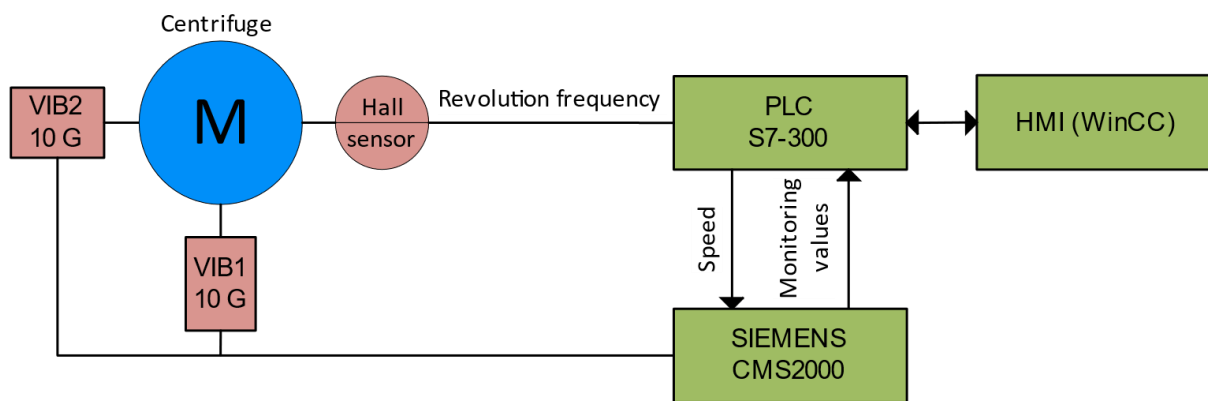 Centrifuge
VIB2
10 G
M
Hall
sensor
Revolution frequency
PLC
S7-300
HMI (WinCC)
Speed
Monitoring
values
VIB1
10 G
SIEMENS
CMS2000